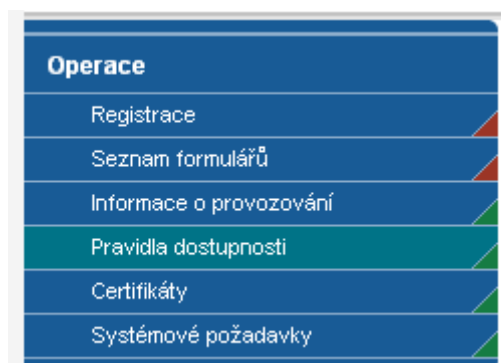 Operace
Registrace
Seznam formulářů
Informace o provozování
Pravidla dostupnosti
Certifikáty
Systémové požadavky